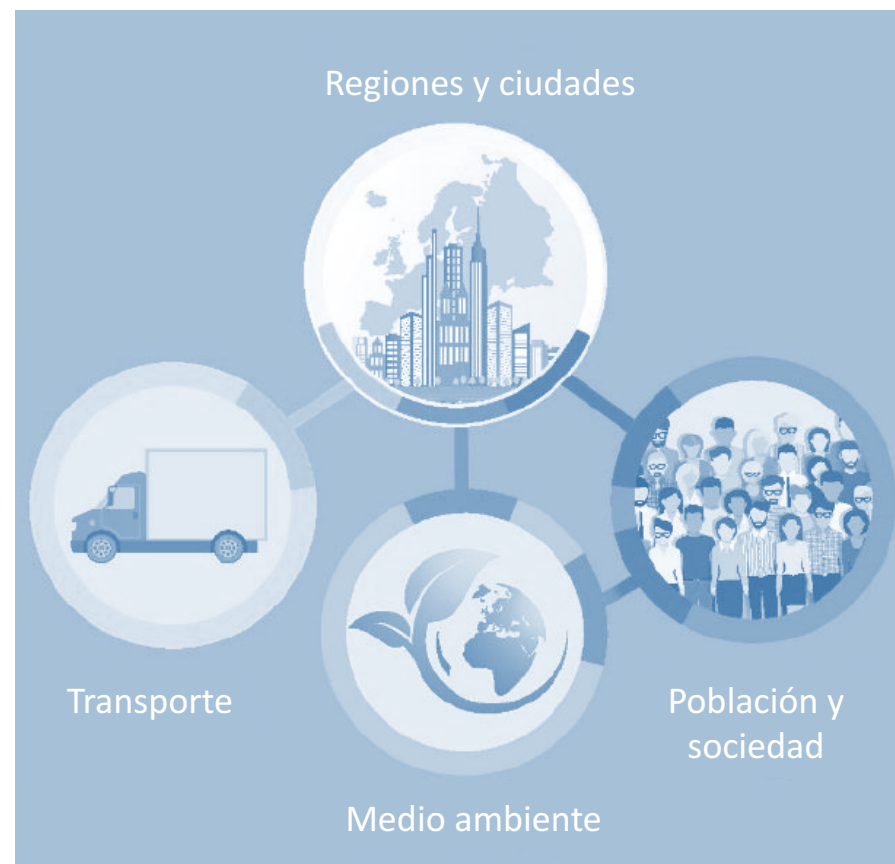 Regiones y ciudades
Transporte
Población y
sociedad
Medio ambiente